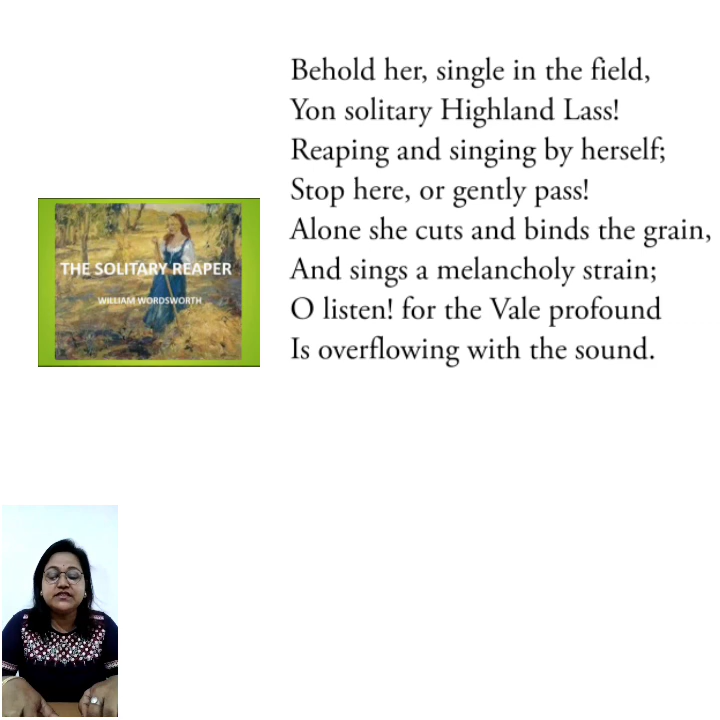 Behold her, single in the field,
Yon solitary Highland Lass!
Reaping and singing by herself;
Stop here, or gently pass!
Alone she cuts and binds the grain,
And sings a melancholy strain;
O listen! for the Vale profound
Is overflowing with the sound.
THE SOLITARY REAPER
WILLIAM WORDSWORTH